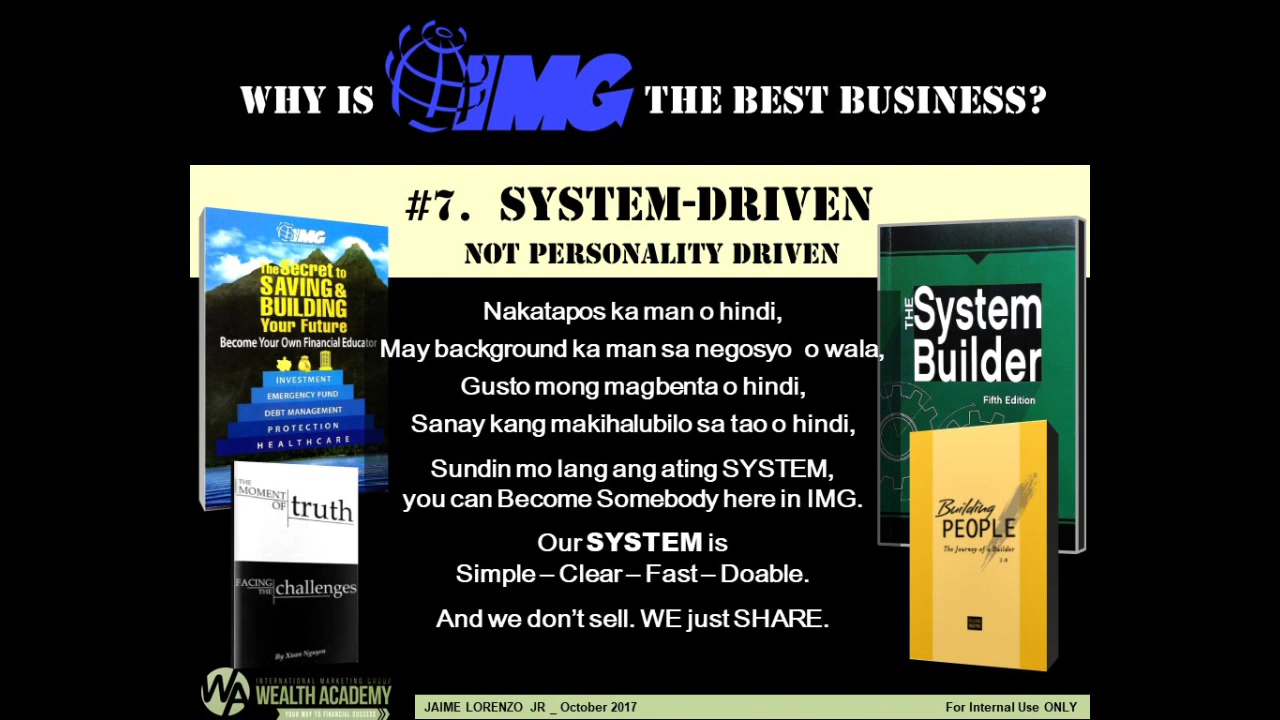 WHY IS IMG THE BEST BUSINESS?
#7. SYSTEM-DRIVEN
NOT PERSONALITY DRIVEN
IMG
The Secret to
SAVING &
BUILDING
Your Future
Become Your Own Financial Educator
INVESTMENT
EMERGENCY FUND
DEBT MANAGEMENT
PROTECTION
HEALTHCARE
THE
MOMENT
OF truth
FACING
THE challenges
By Xuan Nguyen
Nakatapos ka man o hindi,
May background ka man sa negosyo o wala,
Gusto mong magbenta o hindi,
Sanay kang makihalubilo sa tao o hindi,
Sundin mo lang ang ating SYSTEM,
you can Become Somebody here in IMG.
Our SYSTEM is
Simple – Clear – Fast – Doable.
And we don't sell. WE just SHARE.
THE System
Builder
Fifth Edition
Building
PEOPLE
The Journey of a Builder
WA
INTERNATIONAL MARKETING GROUP
WEALTH ACADEMY
YOUR WAY TO FINANCIAL SUCCESS
JAIME LORENZO JR _ October 2017
For Internal Use ONLY